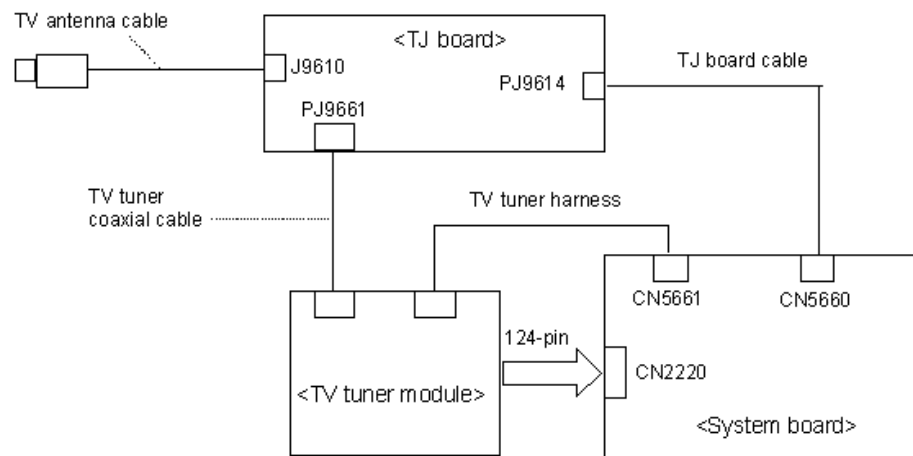 TV antenna cable
<TJ board>
J9610
PJ9614
TJ board cable
PJ9661
TV tuner
coaxial cable
TV tuner harness
CN5661
CN5660
124-pin
CN2220
<TV tuner module>
<System board>